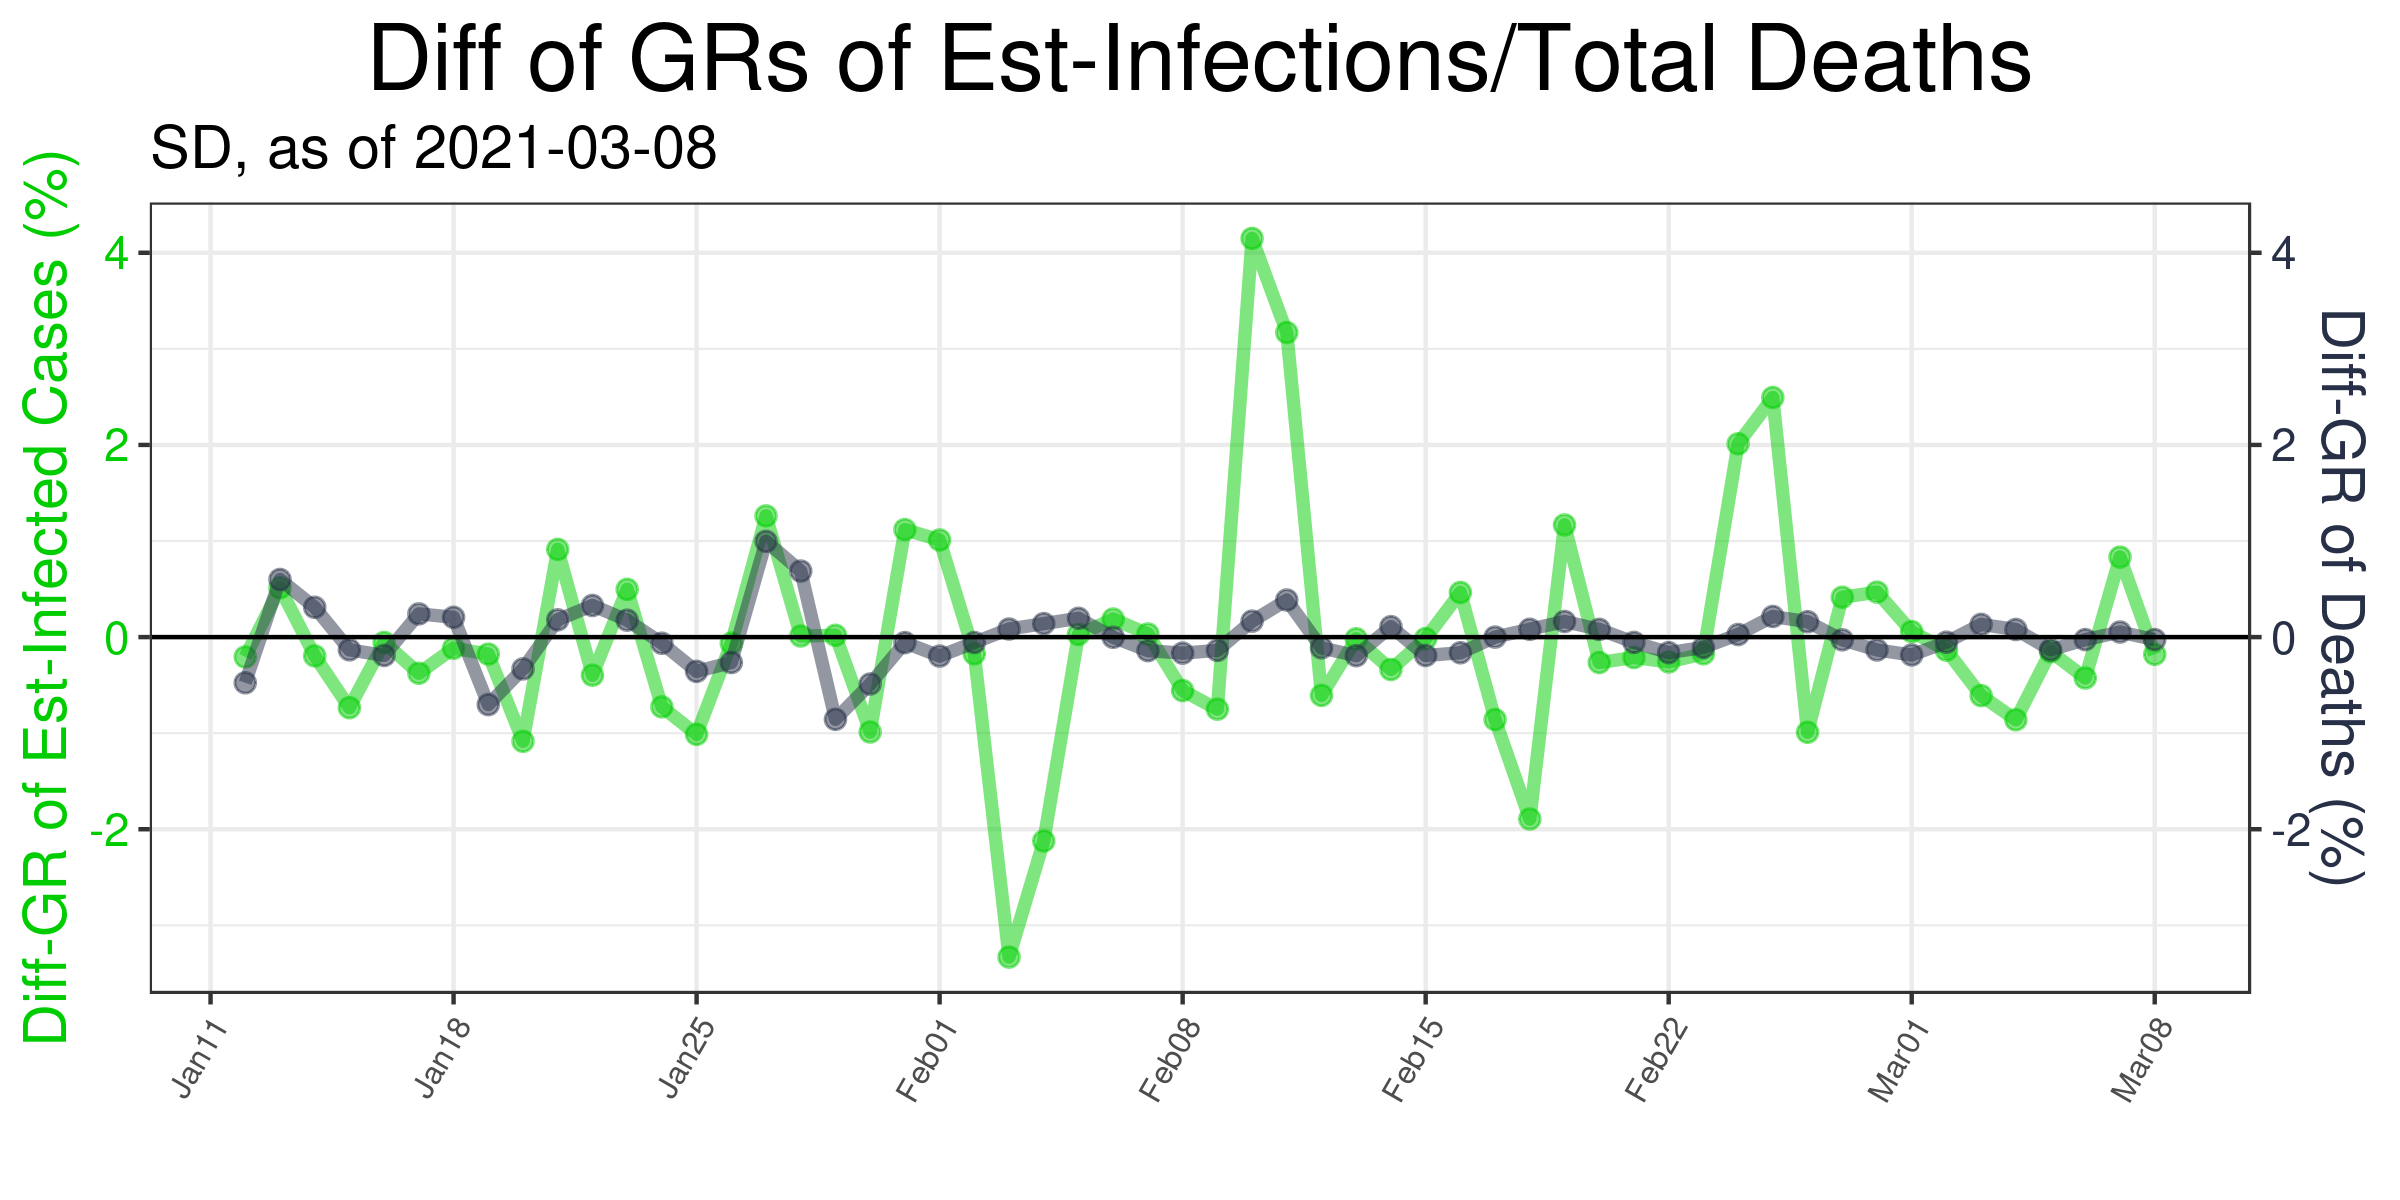 Diff of GRs of Est-Infections/Total Deaths
SD, as of 2021-03-08
Diff-GR of Est-Infected Cases (%)
4
2
0
-2
4
2
0
-2
Diff-GR of Deaths (%)
Jan11
Jan18
Jan25
Feb01
Feb08
Feb15
Feb22
Mar01
Mar08